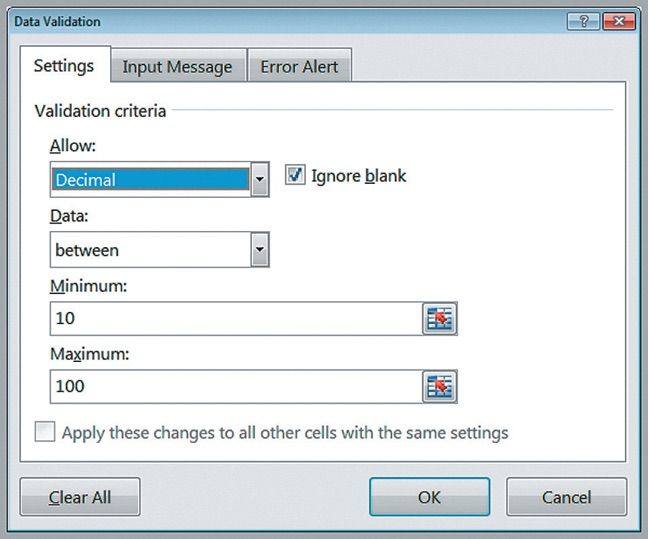 Data Validation
?
Settings Input Message Error Alert
Validation criteria
Allow:
Decimal Ignore blank
Data:
between
Minimum:
10
Maximum:
100
Apply these changes to all other cells with the same settings
Clear All OK Cancel